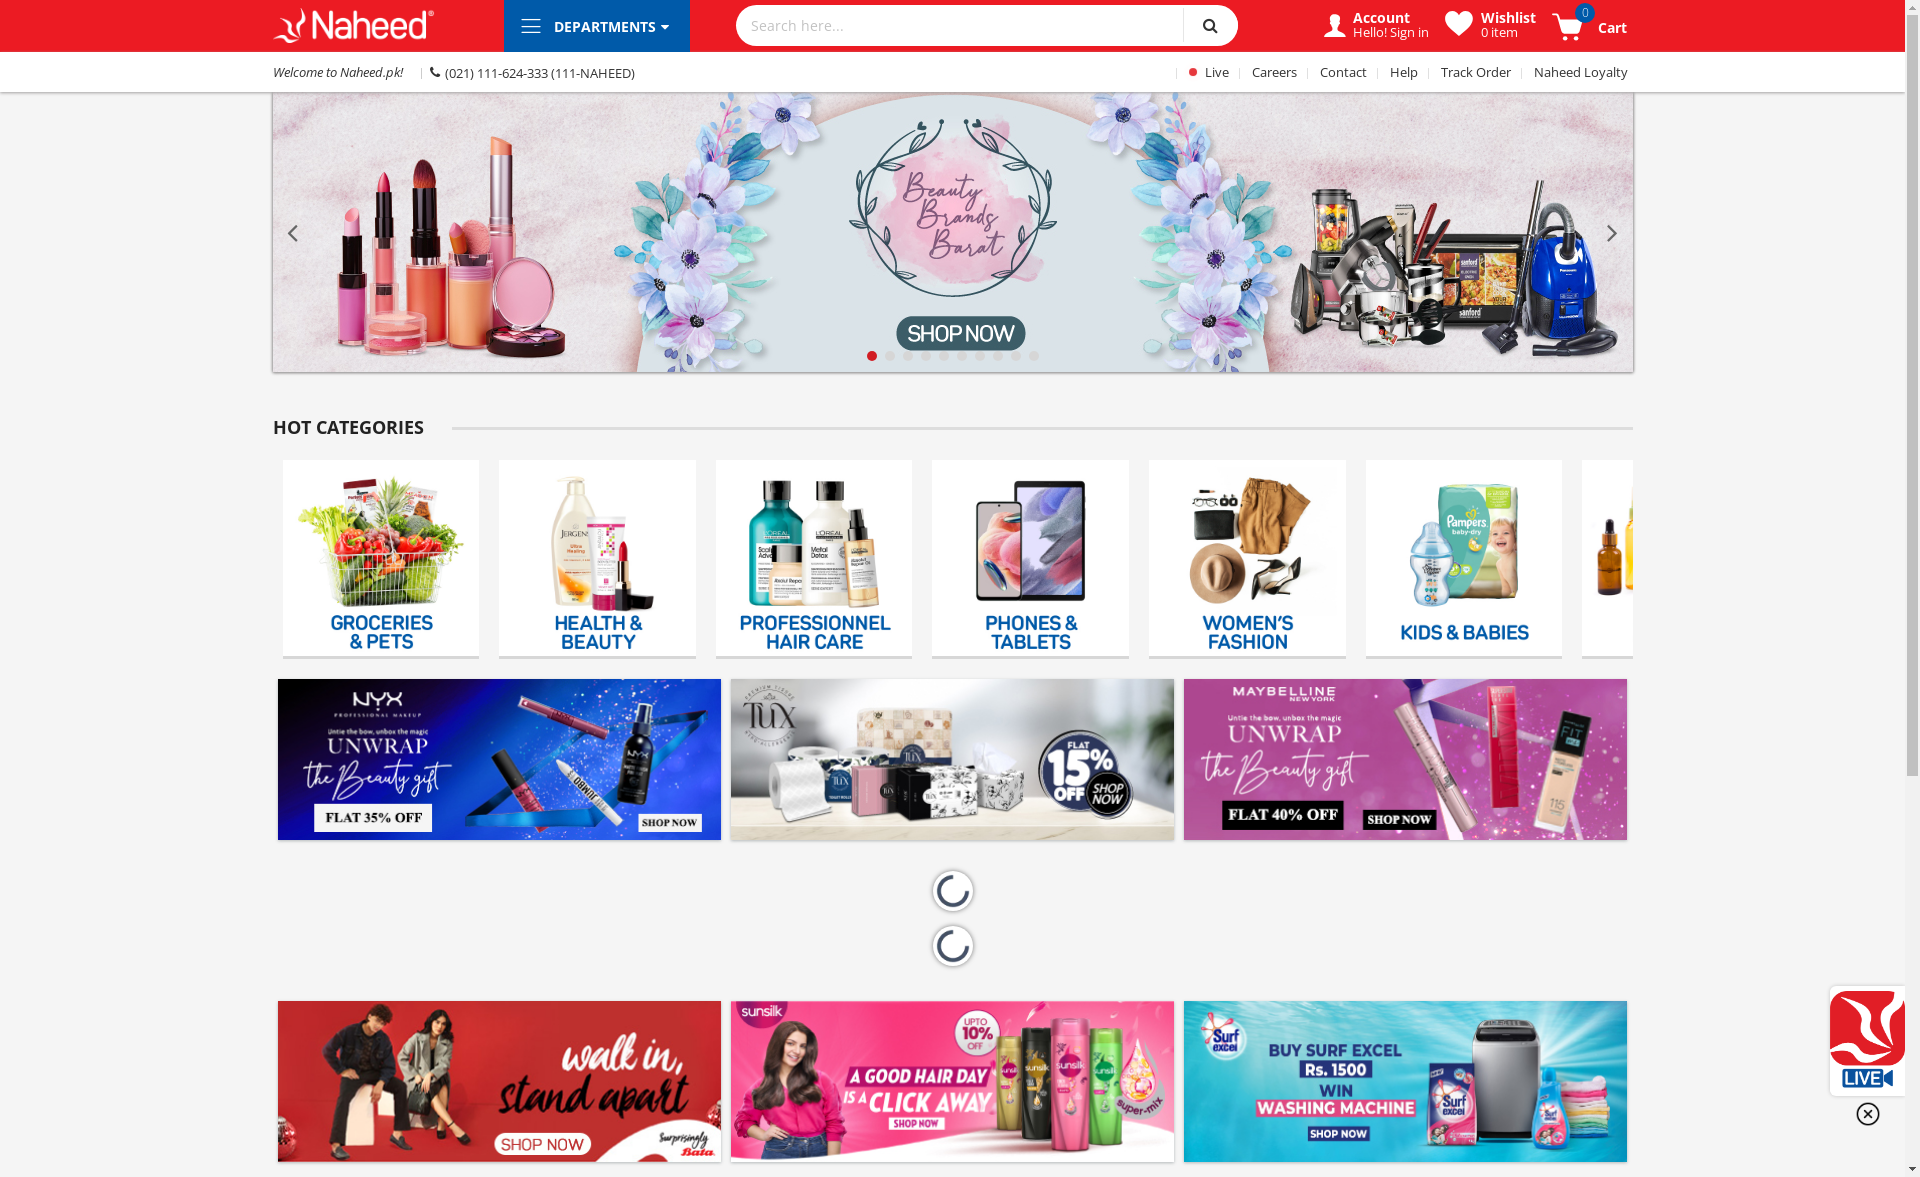 Naheed®
DEPARTMENTS
Search here...
Account
Hello! Sign in
Wishlist
0 item
0
Cart
Welcome to Naheed.pk!
(021) 111-624-333 (111-NAHEED)
Live
Careers
Contact
Help
Track Order
Naheed Loyalty
Beauty
Brands
Barat
SHOP NOW
HOT CATEGORIES
GROCERIES
& PETS
HEALTH &
BEAUTY
PROFESSIONNEL
HAIR CARE
PHONES &
TABLETS
WOMEN'S
FASHION
KIDS & BABIES
NYX
PROFESSIONAL MAKEUP
Untie the bow, unbox the magic
UNWRAP
the Beauty gift
FLAT 35% OFF
SHOP NOW
PREMIUM TISSUE
TUX
FLAT
15%
OFF
SHOP
NOW
MAYBELLINE
NEW YORK
Untie the bow, unbox the magic
UNWRAP
the Beauty gift
FLAT 40% OFF
SHOP NOW
walk in,
stand apart
SHOP NOW
Surprisingly
Bata
sunsilk
UPTO
10%
OFF
A GOOD HAIR DAY
IS A CLICK AWAY
SHOP NOW
super-mix
Surf
excel
BUY SURF EXCEL
Rs. 1500
WIN
WASHING MACHINE
SHOP NOW
LIVE